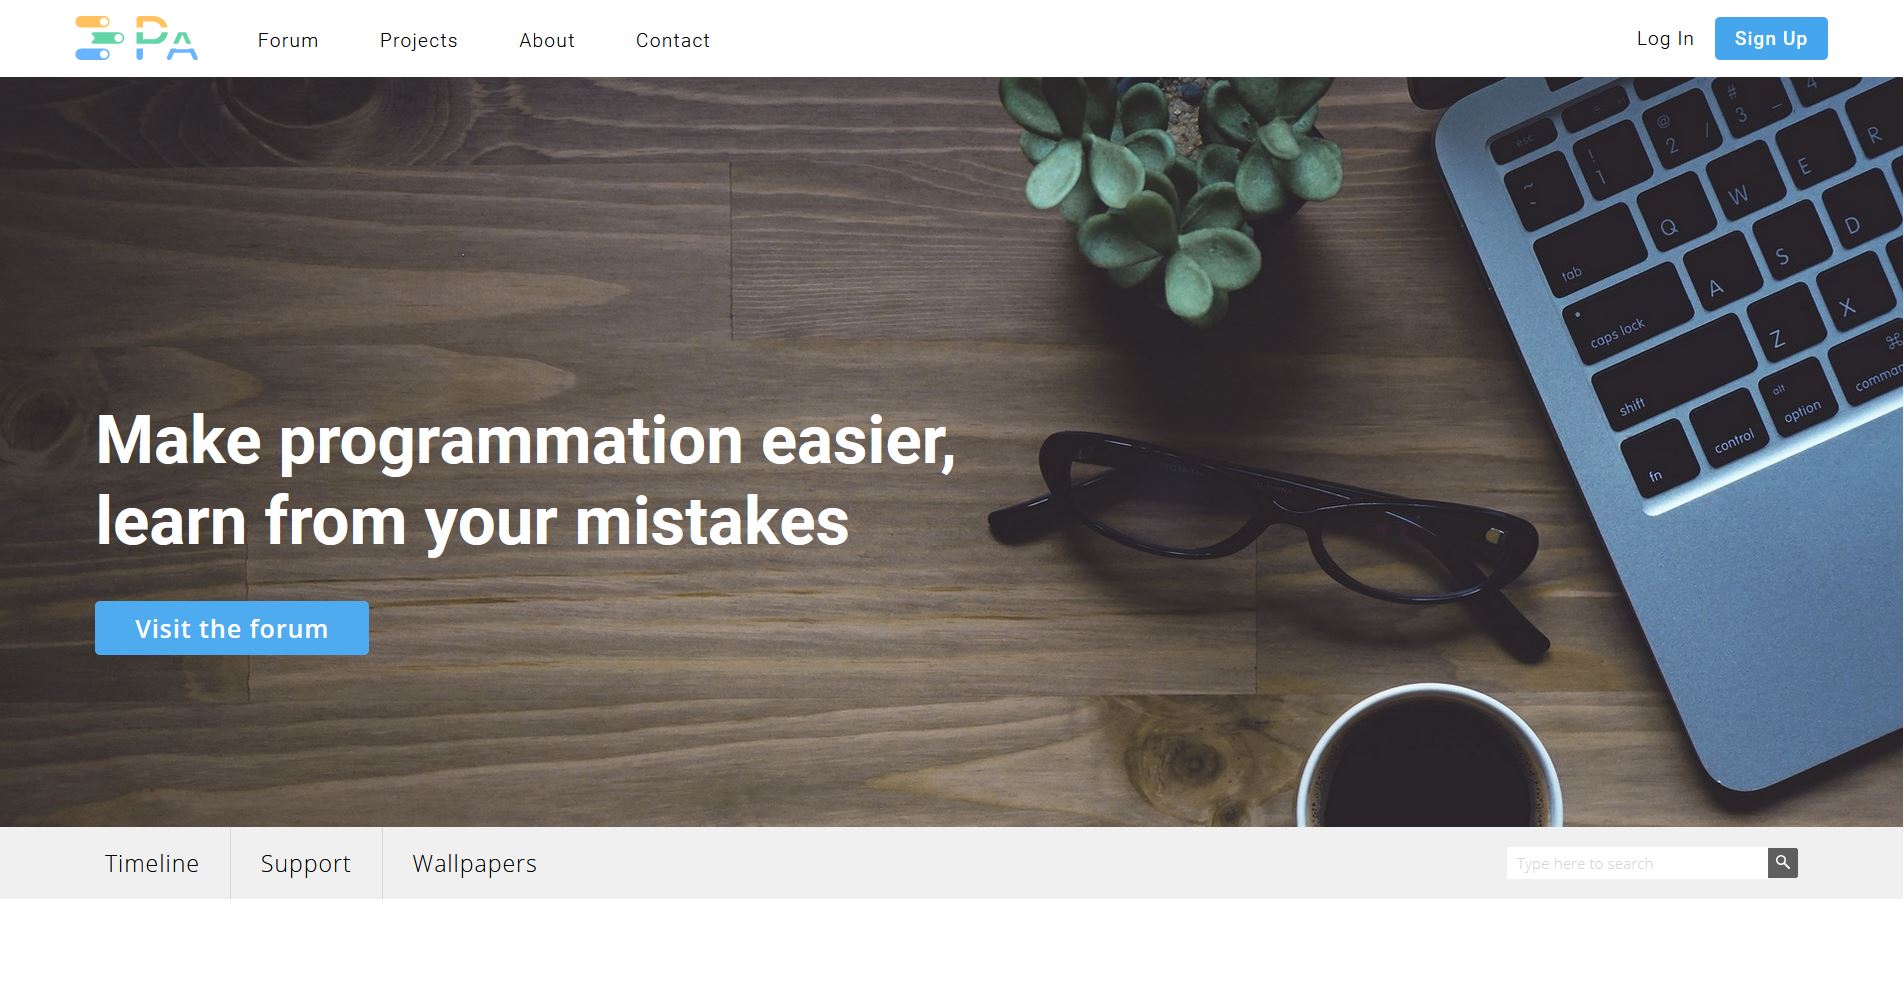 PA
Forum Projects About Contact
Log In Sign Up
esc
~ ! 1 @ 2 / # 3 – 4
tab Q W E R
caps lock A S D
shift Z X
fn control alt option ⌘ comman
Make programmation easier,
learn from your mistakes
Visit the forum
Timeline Support Wallpapers
Type here to search